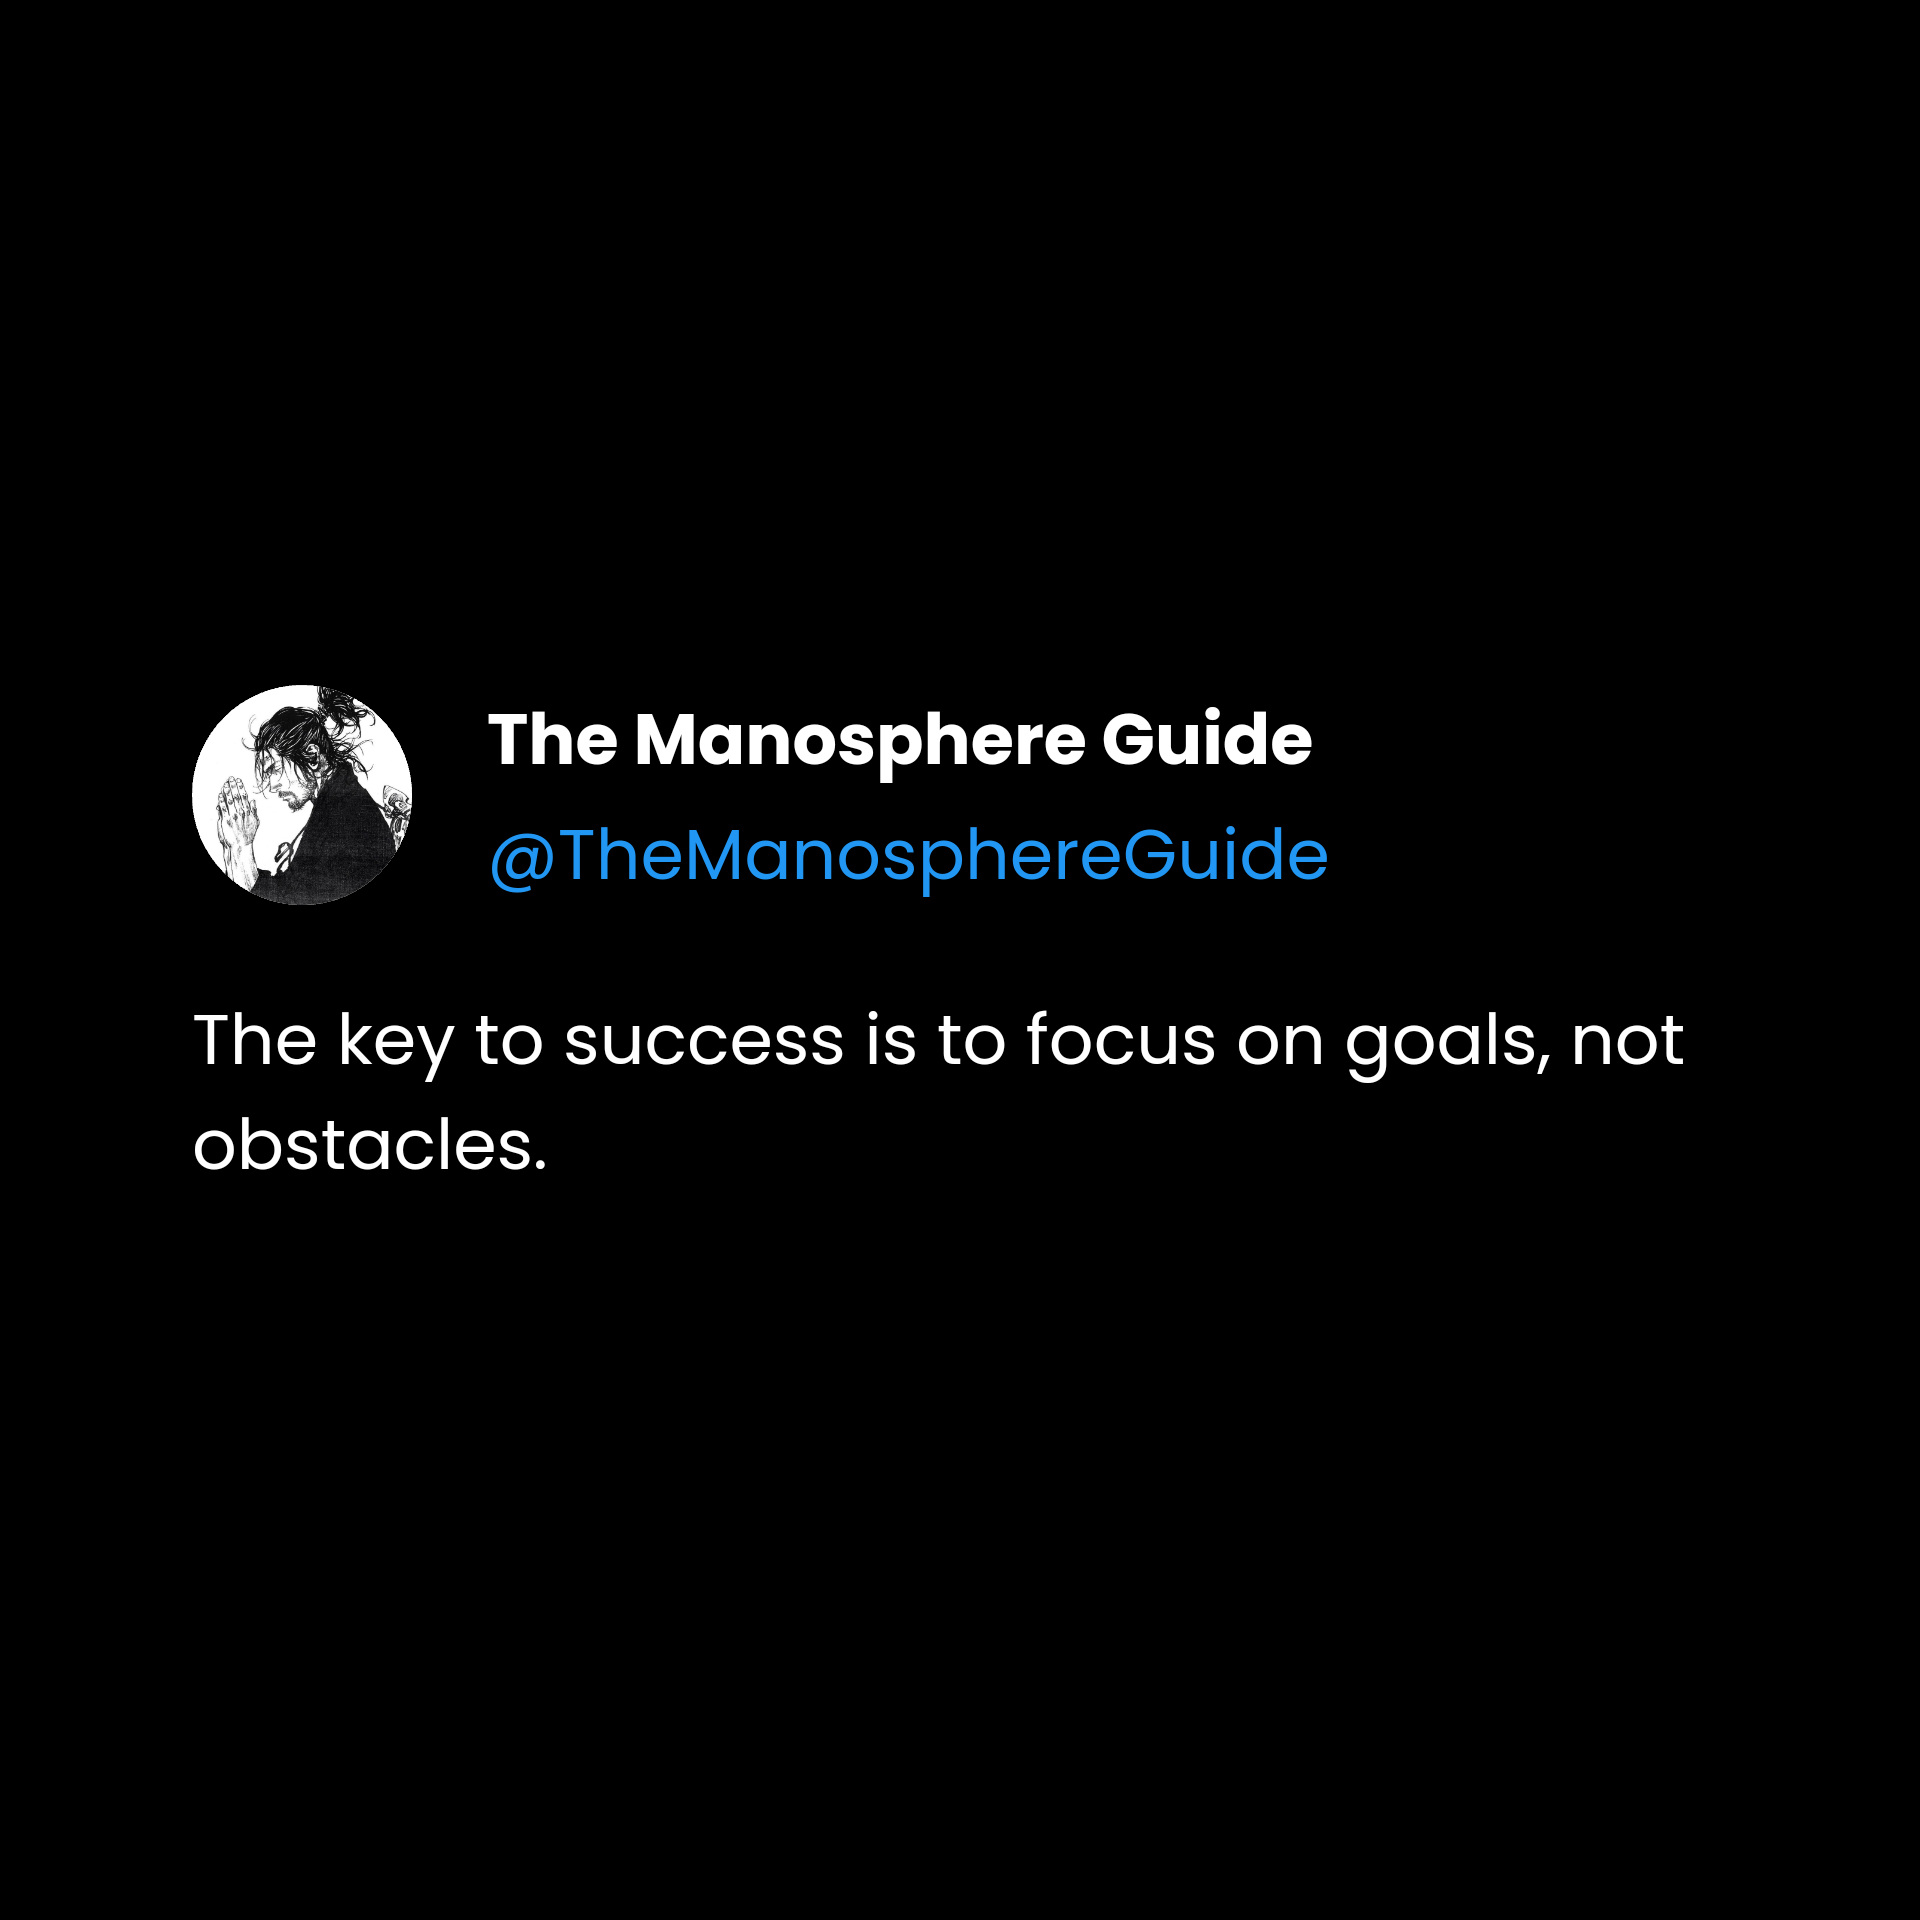 The Manosphere Guide
@TheManosphereGuide
The key to success is to focus on goals, not
obstacles.